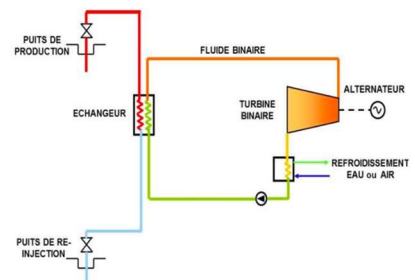 PUITS DE
PRODUCTION
FLUIDE BINAIRE
ALTERNATEUR
ECHANGEUR
TURBINE
BINAIRE
REFROIDISSEMENT
EAU ou AIR
PUITS DE RE-
INJECTION